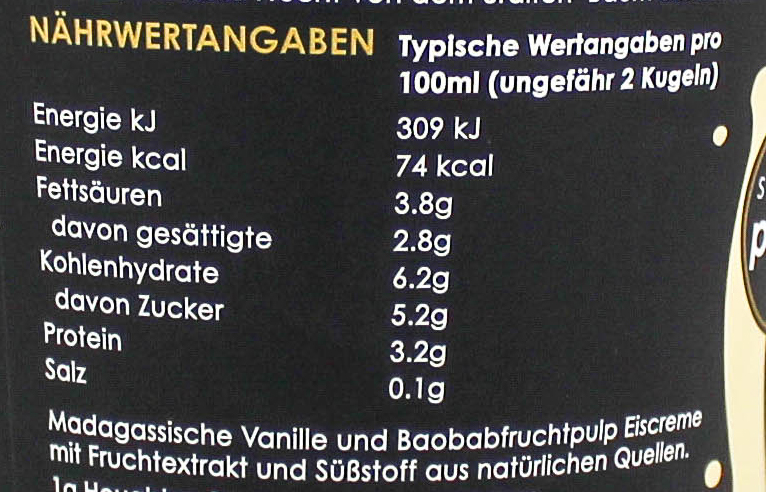 NÄHRWERTANGABEN
Typische Wertangaben pro
100ml (ungefähr 2 Kugeln)
Energie kJ 309 kJ
Energie kcal 74 kcal
Fettsäuren 3.8g
davon gesättigte 2.8g
Kohlenhydrate 6.2g
davon Zucker 5.2g
Protein 3.2g
Salz 0.1g
Madagassische Vanille und Baobabfruchtpulp Eiscreme
mit Fruchtextrakt und Süßstoff aus natürlichen Quellen.